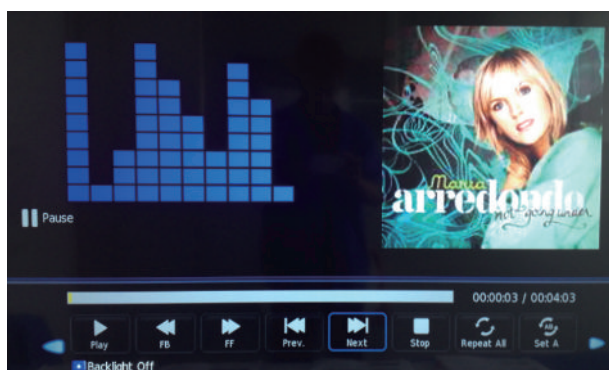 Maria
arredondo
not going under
Pause
00:00:03 / 00:04:03
Play FB FF Prev. Next Stop Repeat All Set A
AB
Backlight Off